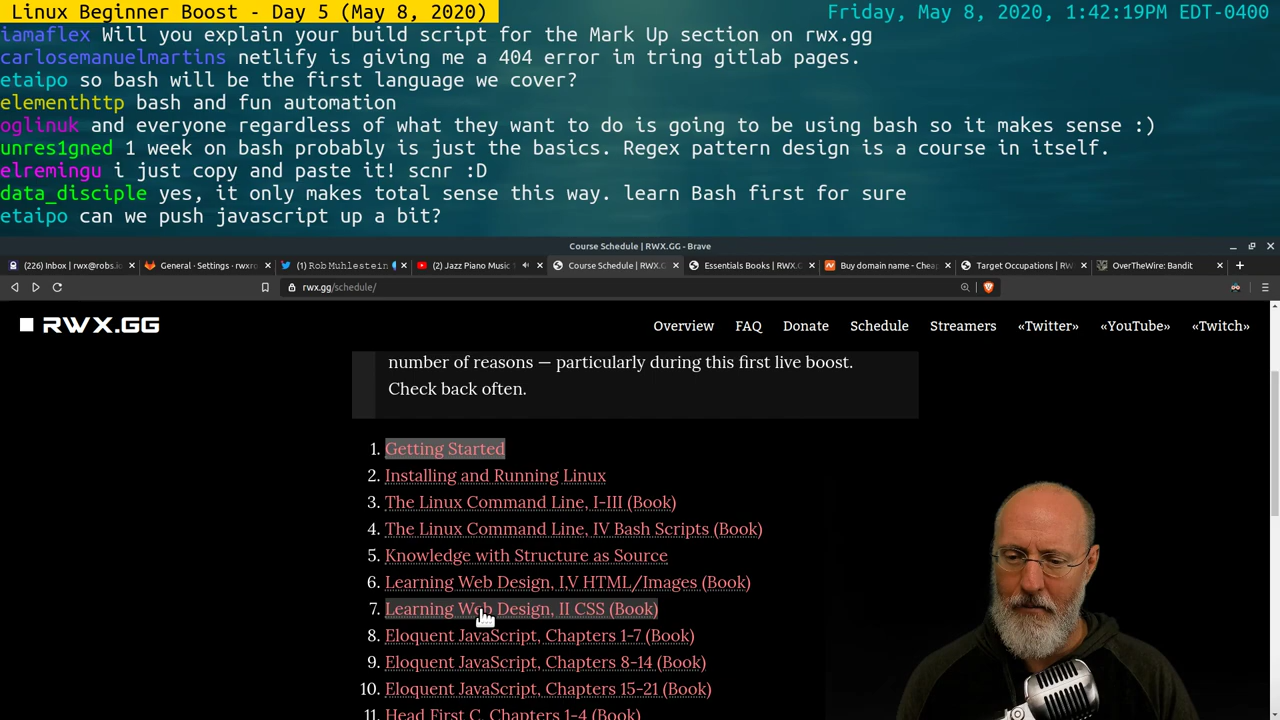 Linux Beginner Boost - Day 5 (May 8, 2020)
Friday, May 8, 2020, 1:42:19PM EDT-0400
iamaflex Will you explain your build script for the Mark Up section on rwx.gg
carlosemanuelmartins netlify is giving me a 404 error im tring gitlab pages.
etaipo so bash will be the first language we cover?
elementhttp bash and fun automation
oglinuk and everyone regardless of what they want to do is going to be using bash so it makes sense :)
unres1gned 1 week on bash probably is just the basics. Regex pattern design is a course in itself.
elremingu i just copy and paste it! scnr :D
data_disciple yes, it only makes total sense this way. learn Bash first for sure
etaipo can we push javascript up a bit?
Course Schedule | RWX.GG - Brave
(226) Inbox | rwx@robs.i
General · Settings · rwxro
(1) Rob Muhlestein
(2) Jazz Piano Music
Course Schedule | RWX.G
Essentials Books | RWX.G
Buy domain name - Cheap
Target Occupations | RW
OverTheWire: Bandit
rwx.gg/schedule/
RWX.GG
Overview FAQ Donate Schedule Streamers «Twitter» «YouTube» «Twitch»
number of reasons — particularly during this first live boost.
Check back often.
1. Getting Started
2. Installing and Running Linux
3. The Linux Command Line, I-III (Book)
4. The Linux Command Line, IV Bash Scripts (Book)
5. Knowledge with Structure as Source
6. Learning Web Design, I,V HTML/Images (Book)
7. Learning Web Design, II CSS (Book)
8. Eloquent JavaScript, Chapters 1-7 (Book)
9. Eloquent JavaScript, Chapters 8-14 (Book)
10. Eloquent JavaScript, Chapters 15-21 (Book)
11. Head First C, Chapters 1-4 (Book)